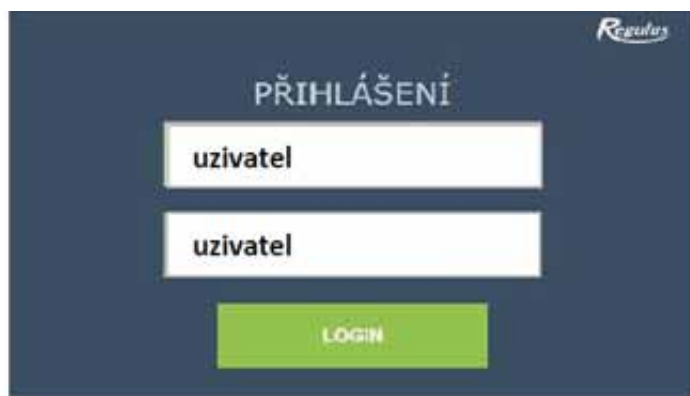 Regulus
PŘIHLÁŠENÍ
uzivatel
uzivatel
LOGIN